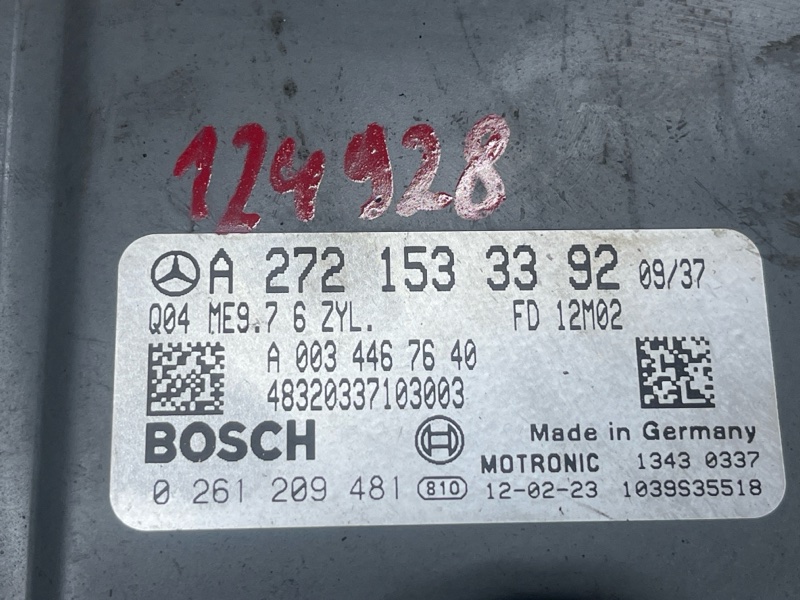 124928
A 272 153 33 92 09/37
Q04 ME9.7 6 ZYL. FD 12M02
A 003 446 76 40
48320337103003
BOSCH
Made in Germany
MOTRONIC 1343 0337
0 261 209 481 810 12-02-23 1039S35518